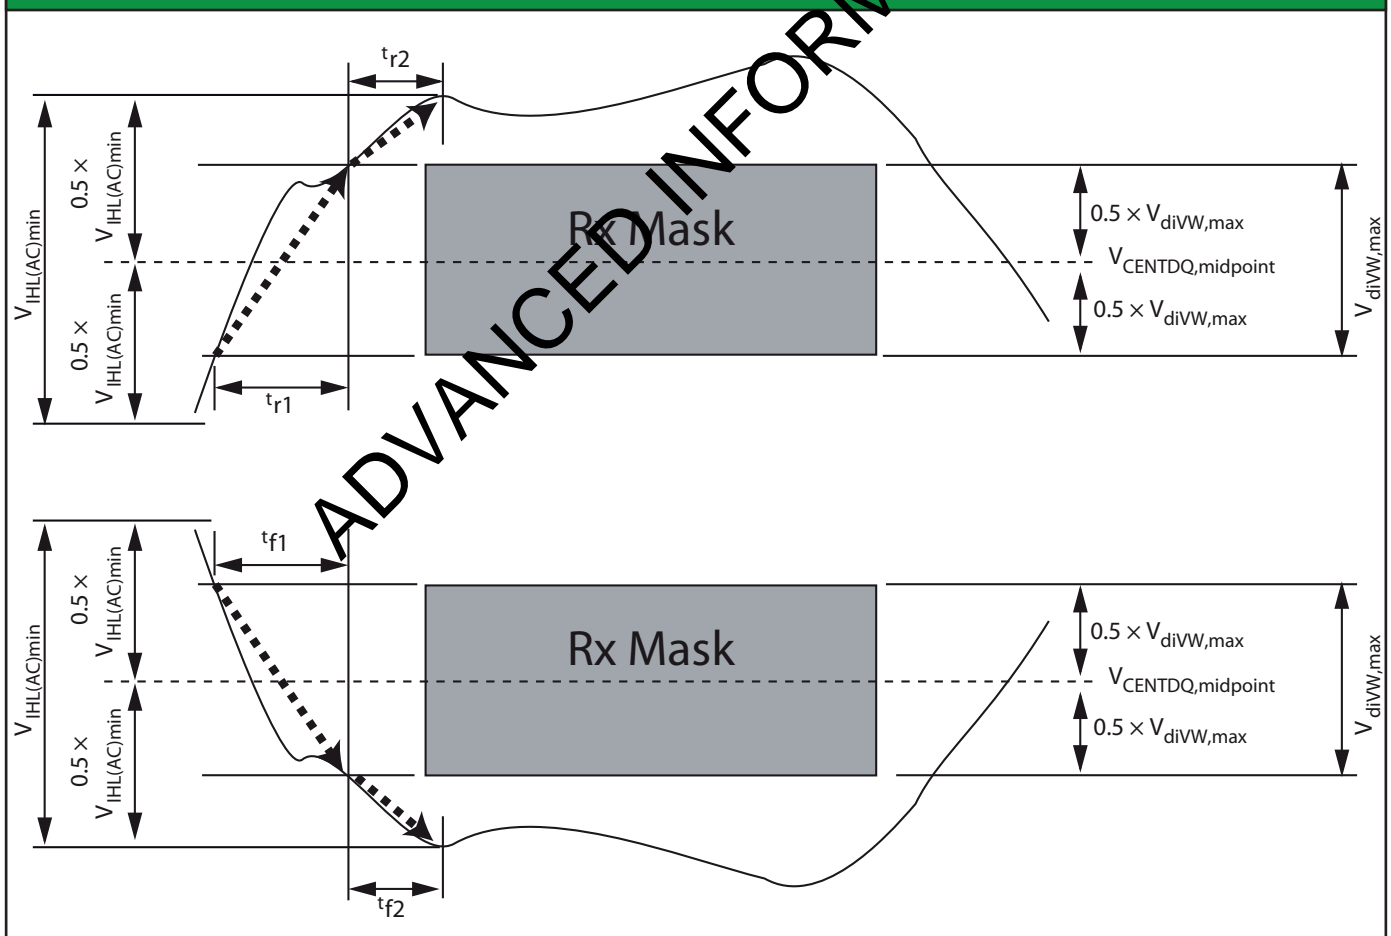 tr2
0.5 ×
VIHL(AC)min
VIHL(AC)min
0.5 ×
VIHL(AC)min
tr1
Rx Mask
0.5 × VdiVW,max
VCENTDQ,midpoint
0.5 × VdiVW,max
VdiVW,max
ADVANCED INFORM
tf1
0.5 ×
VIHL(AC)min
VIHL(AC)min
0.5 ×
VIHL(AC)min
Rx Mask
0.5 × VdiVW,max
VCENTDQ,midpoint
0.5 × VdiVW,max
VdiVW,max
tf2